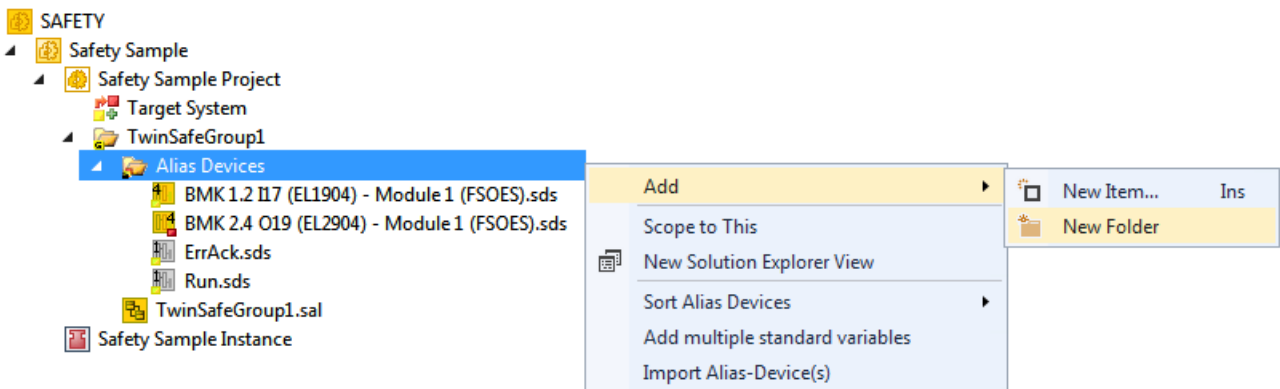 SAFETY
Safety Sample
Safety Sample Project
Target System
TwinSafeGroup1
Alias Devices
BMK 1.2 I17 (EL1904) - Module 1 (FSOES).sds
BMK 2.4 O19 (EL2904) - Module 1 (FSOES).sds
ErrAck.sds
Run.sds
TwinSafeGroup1.sal
Safety Sample Instance
Add
Scope to This
New Solution Explorer View
Sort Alias Devices
Add multiple standard variables
Import Alias-Device(s)
New Item... Ins
New Folder